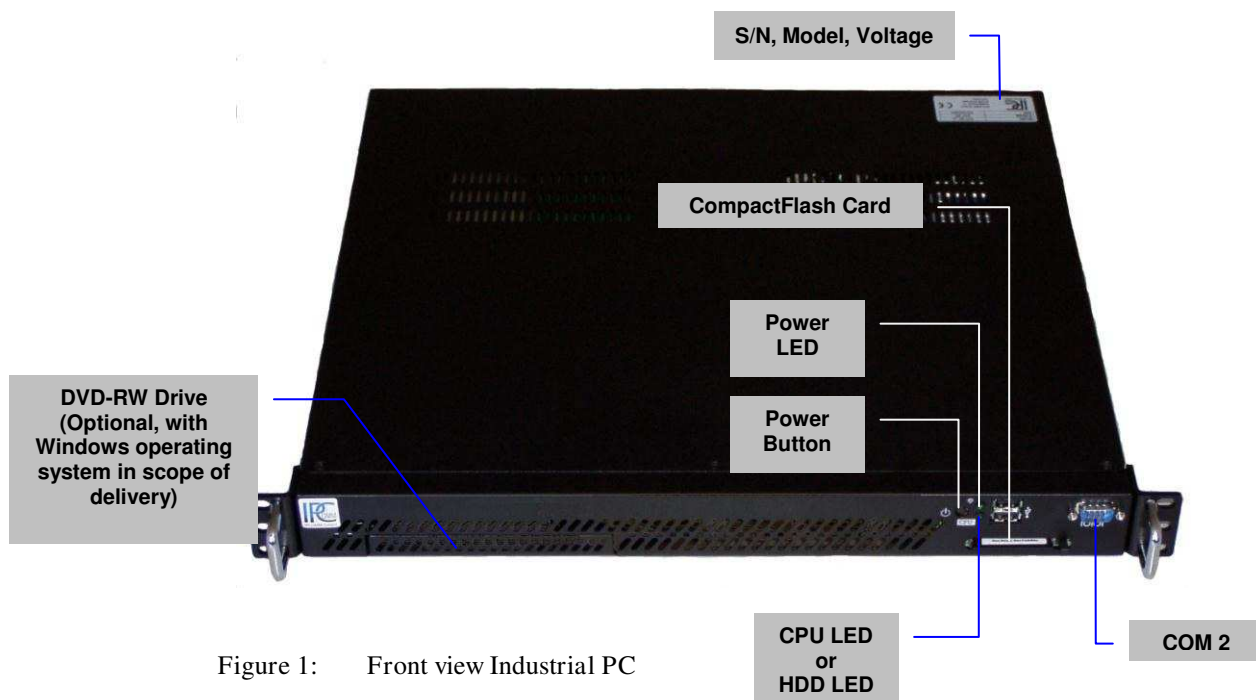 S/N, Model, Voltage
CompactFlash Card
Power
LED
Power
Button
DVD-RW Drive
(Optional, with
Windows operating
system in scope of
delivery)
IPC
CPU LED
or
HDD LED
COM 2
Figure 1: Front view Industrial PC